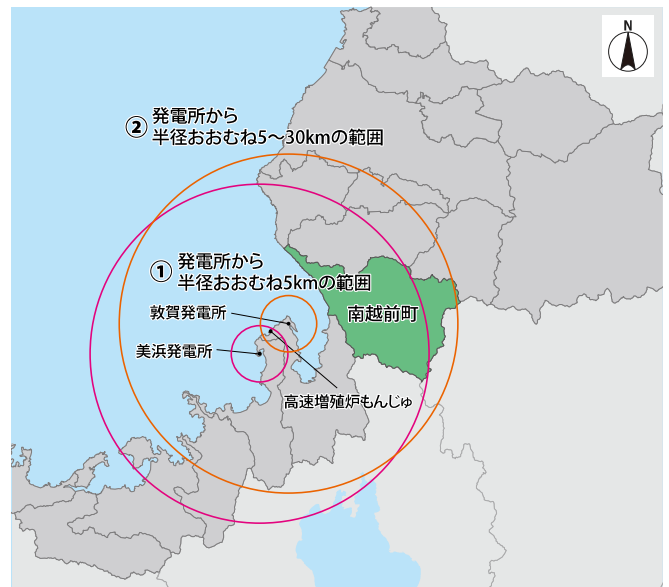 N
② 発電所から
半径おおむね5〜30kmの範囲
① 発電所から
半径おおむね5kmの範囲
南越前町
敦賀発電所
美浜発電所
高速増殖炉もんじゅ